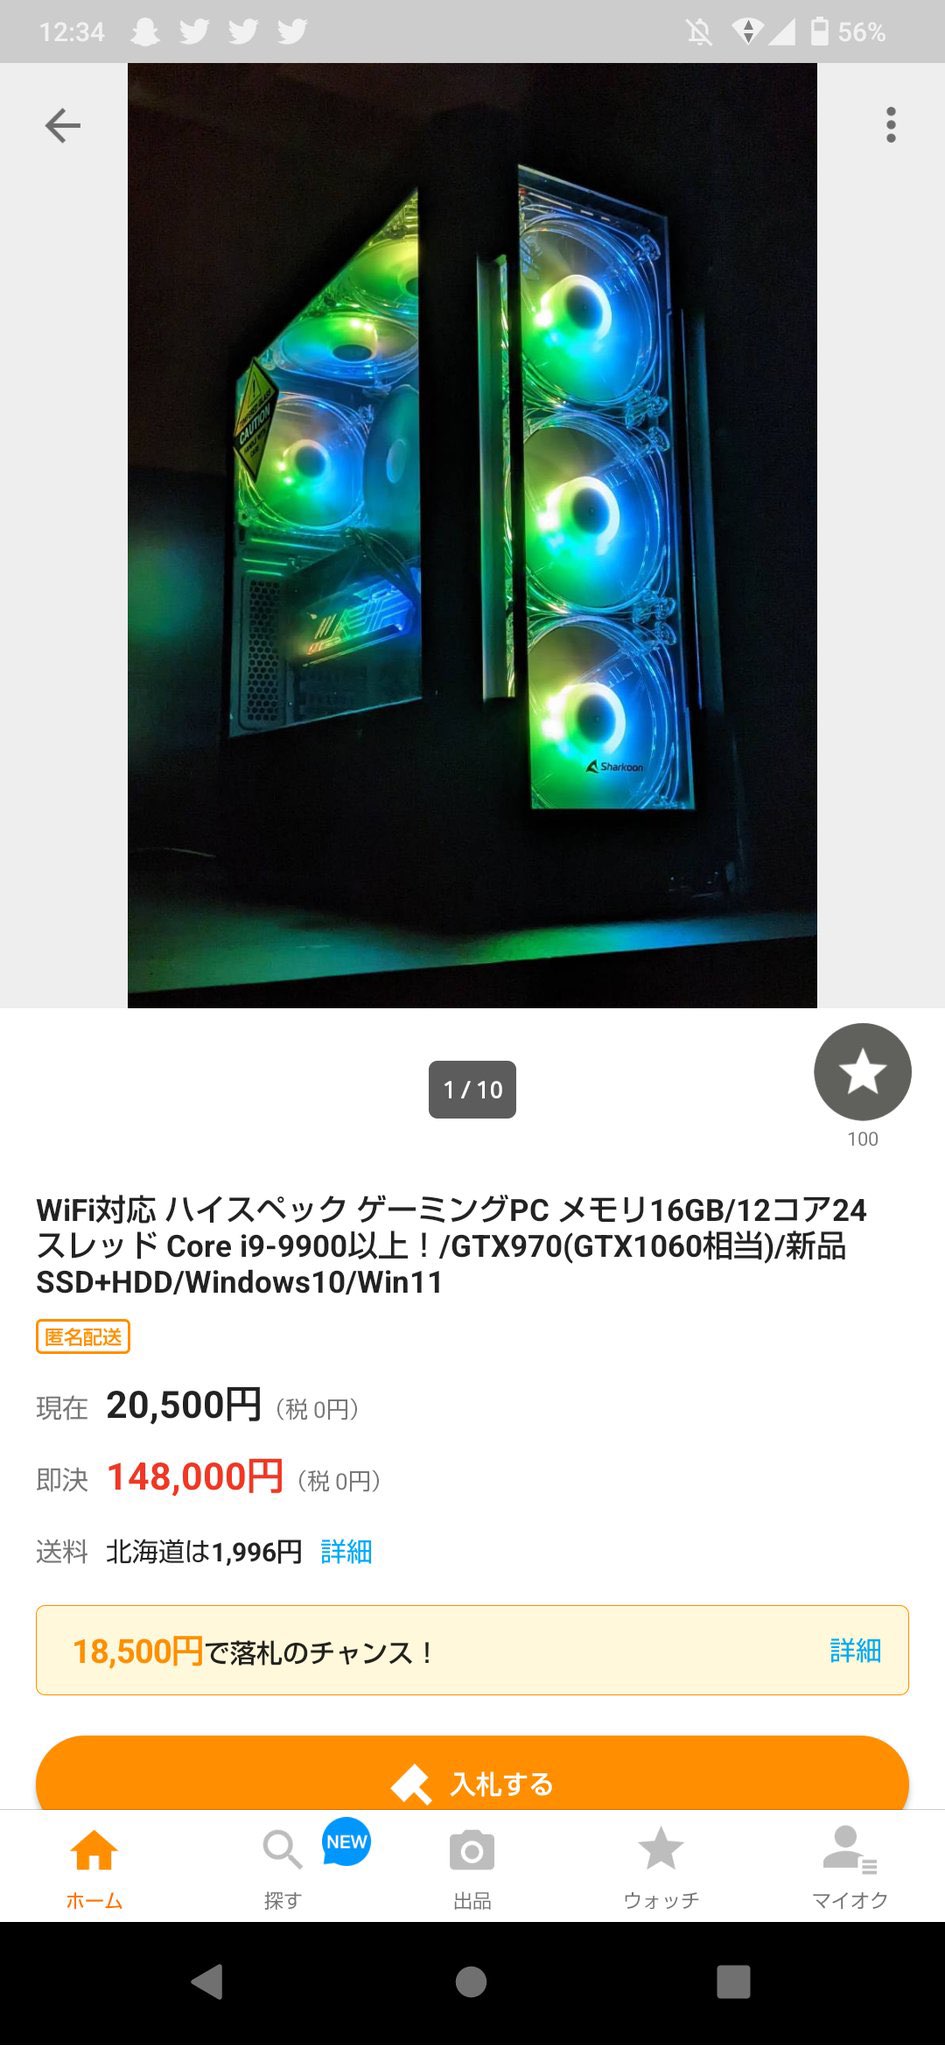 12:34
56%
CAUTION
Sharkoon
1 / 10
100
WiFi対応 ハイスペック ゲーミングPC メモリ16GB/12コア24
スレッド Core i9-9900以上！/GTX970(GTX1060相当)/新品
SSD+HDD/Windows10/Win11
匿名配送
現在 20,500円 （税 0円）
即決 148,000円 （税 0円）
送料 北海道は1,996円 詳細
18,500円で落札のチャンス！ 詳細
入札する
NEW
ホーム 探す 出品 ウォッチ マイオク